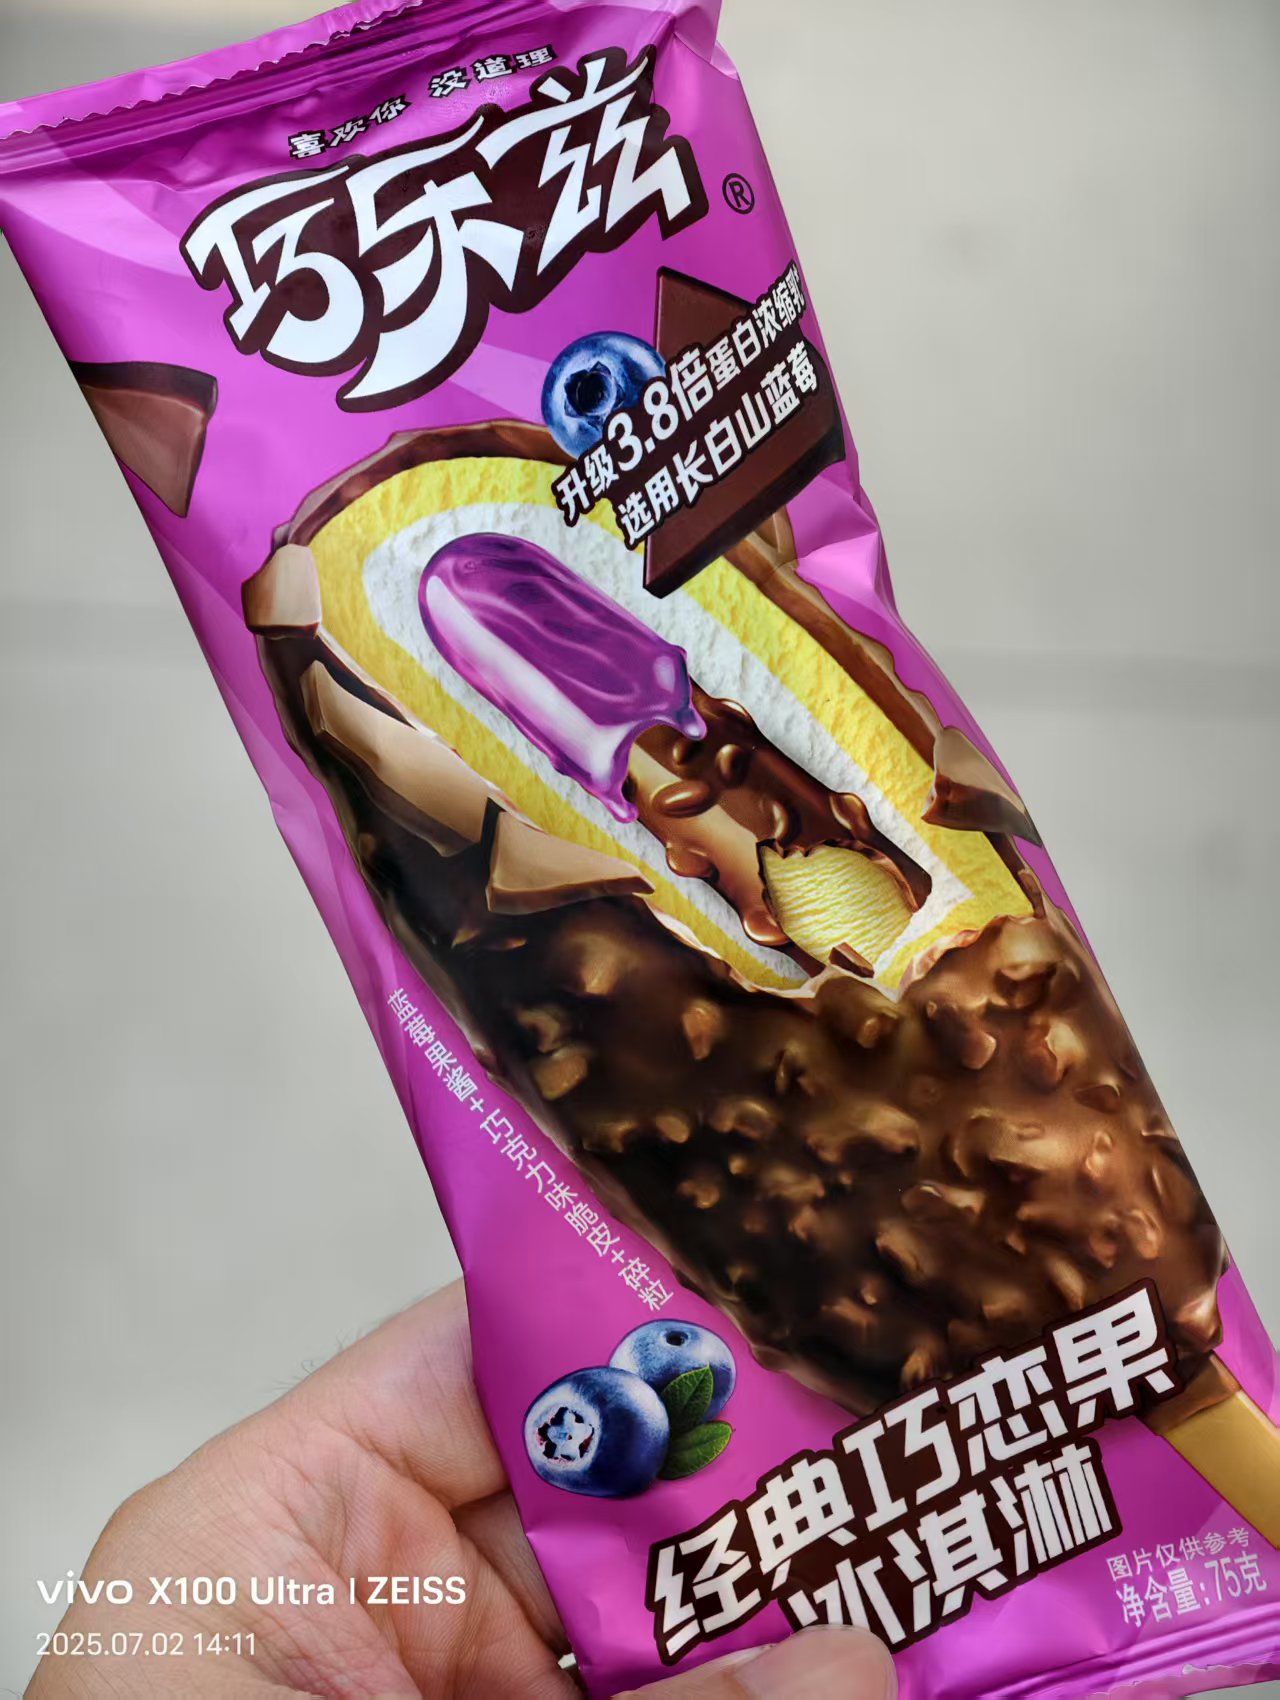 喜欢你 没道理
巧乐兹®
升级3.8倍蛋白浓缩乳
选用长白山蓝莓
蓝莓果酱+巧克力味脆皮+碎粒
经典巧恋果
冰淇淋
图片仅供参考
净含量:75克
vivo X100 Ultra | ZEISS
2025.07.02 14:11